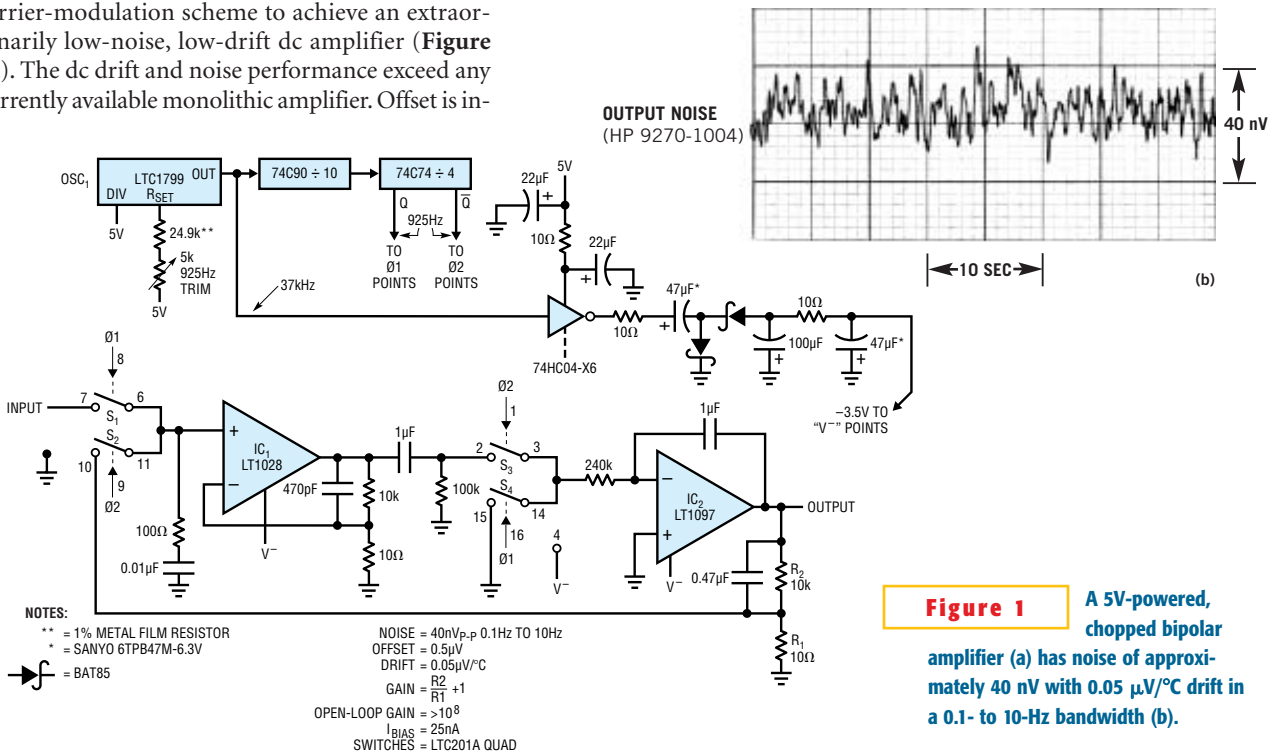 rrier-modulation scheme to achieve an extraor-
narily low-noise, low-drift dc amplifier (Figure
). The dc drift and noise performance exceed any
rrently available monolithic amplifier. Offset is in-
OUTPUT NOISE
(HP 9270-1004)
40 nV
10 SEC
(b)
OSC1
LTC1799
OUT
DIV
RSET
74C90 ÷ 10
74C74 ÷ 4
5V
24.9k**
5k
925Hz
TRIM
5V
Q
Q̅
925Hz
TO
Ø1
POINTS
TO
Ø2
POINTS
37kHz
5V
22µF
+
10Ω
22µF
+
74HC04-X6
10Ω
47µF*
+
10Ω
100µF
+
47µF*
+
–3.5V TO
"V–" POINTS
INPUT
Ø1
8
7
6
S1
S2
10
11
9
Ø2
100Ω
0.01µF
+
–
IC1
LT1028
V–
470pF
10k
10Ω
1µF
100k
Ø2
1
2
3
S3
S4
15
14
16
Ø1
4
V–
240k
1µF
–
+
IC2
LT1097
V–
OUTPUT
0.47µF
R2
10k
R1
10Ω
NOTES:
** = 1% METAL FILM RESISTOR
* = SANYO 6TPB47M-6.3V
= BAT85
NOISE = 40nVP-P 0.1Hz TO 10Hz
OFFSET = 0.5µV
DRIFT = 0.05µV/°C
GAIN = R2/R1 +1
OPEN-LOOP GAIN = >10⁸
IBIAS = 25nA
SWITCHES = LTC201A QUAD
Figure 1
A 5V-powered,
chopped bipolar
amplifier (a) has noise of approxi-
mately 40 nV with 0.05 µV/°C drift in
a 0.1- to 10-Hz bandwidth (b).